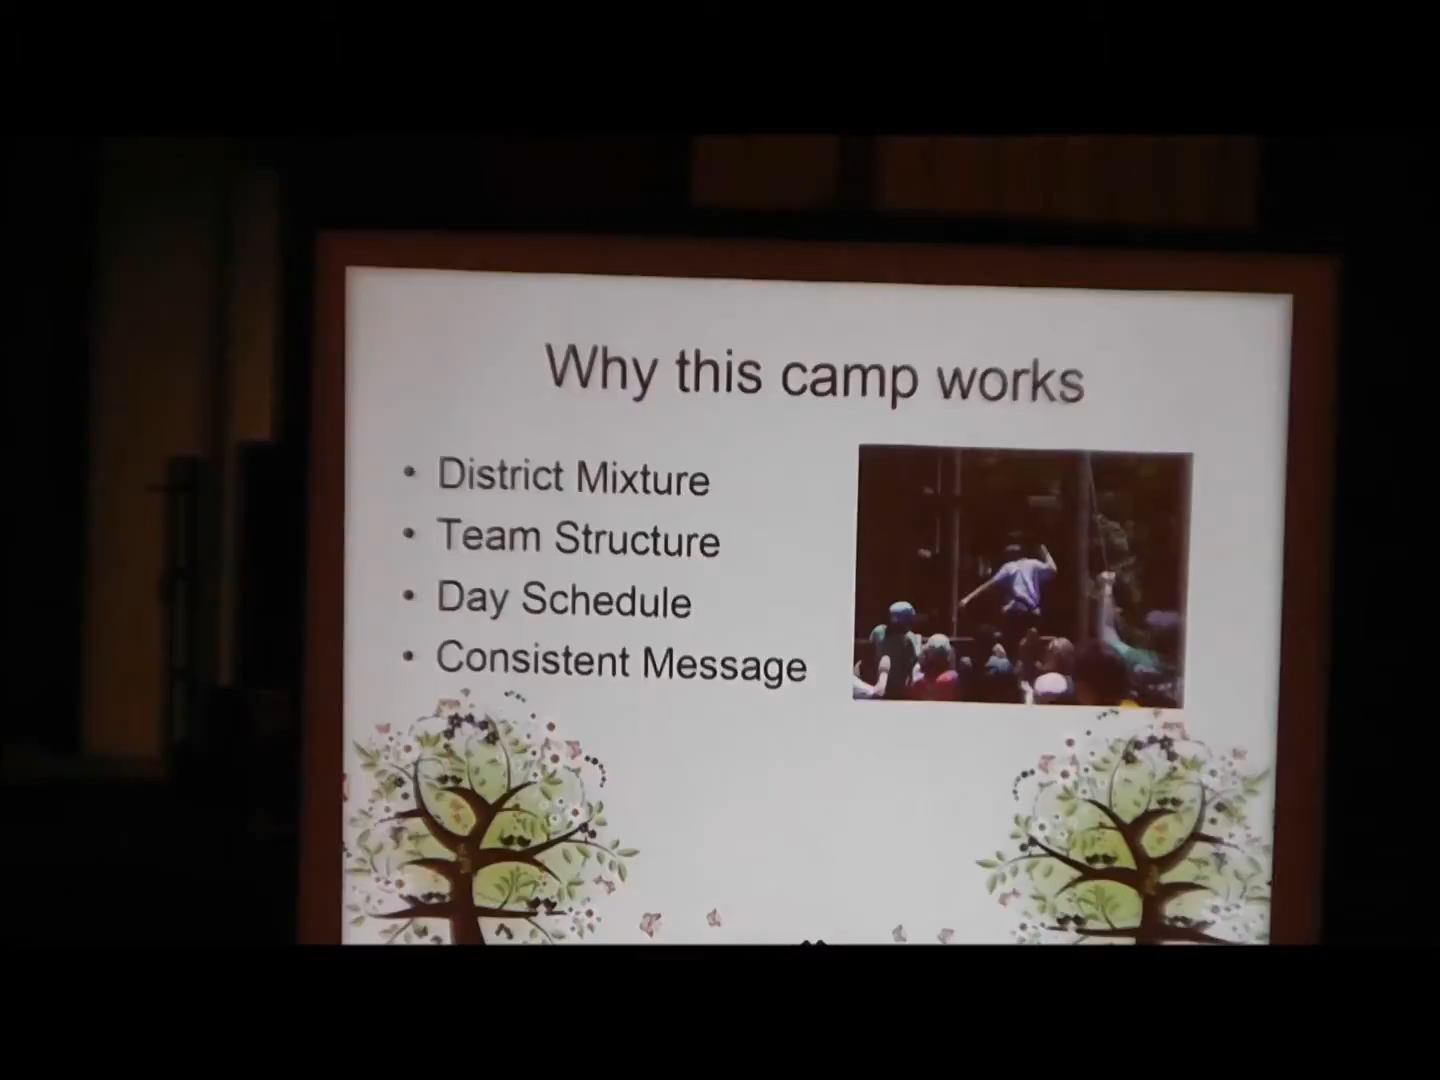 Why this camp works
• District Mixture
• Team Structure
• Day Schedule
• Consistent Message